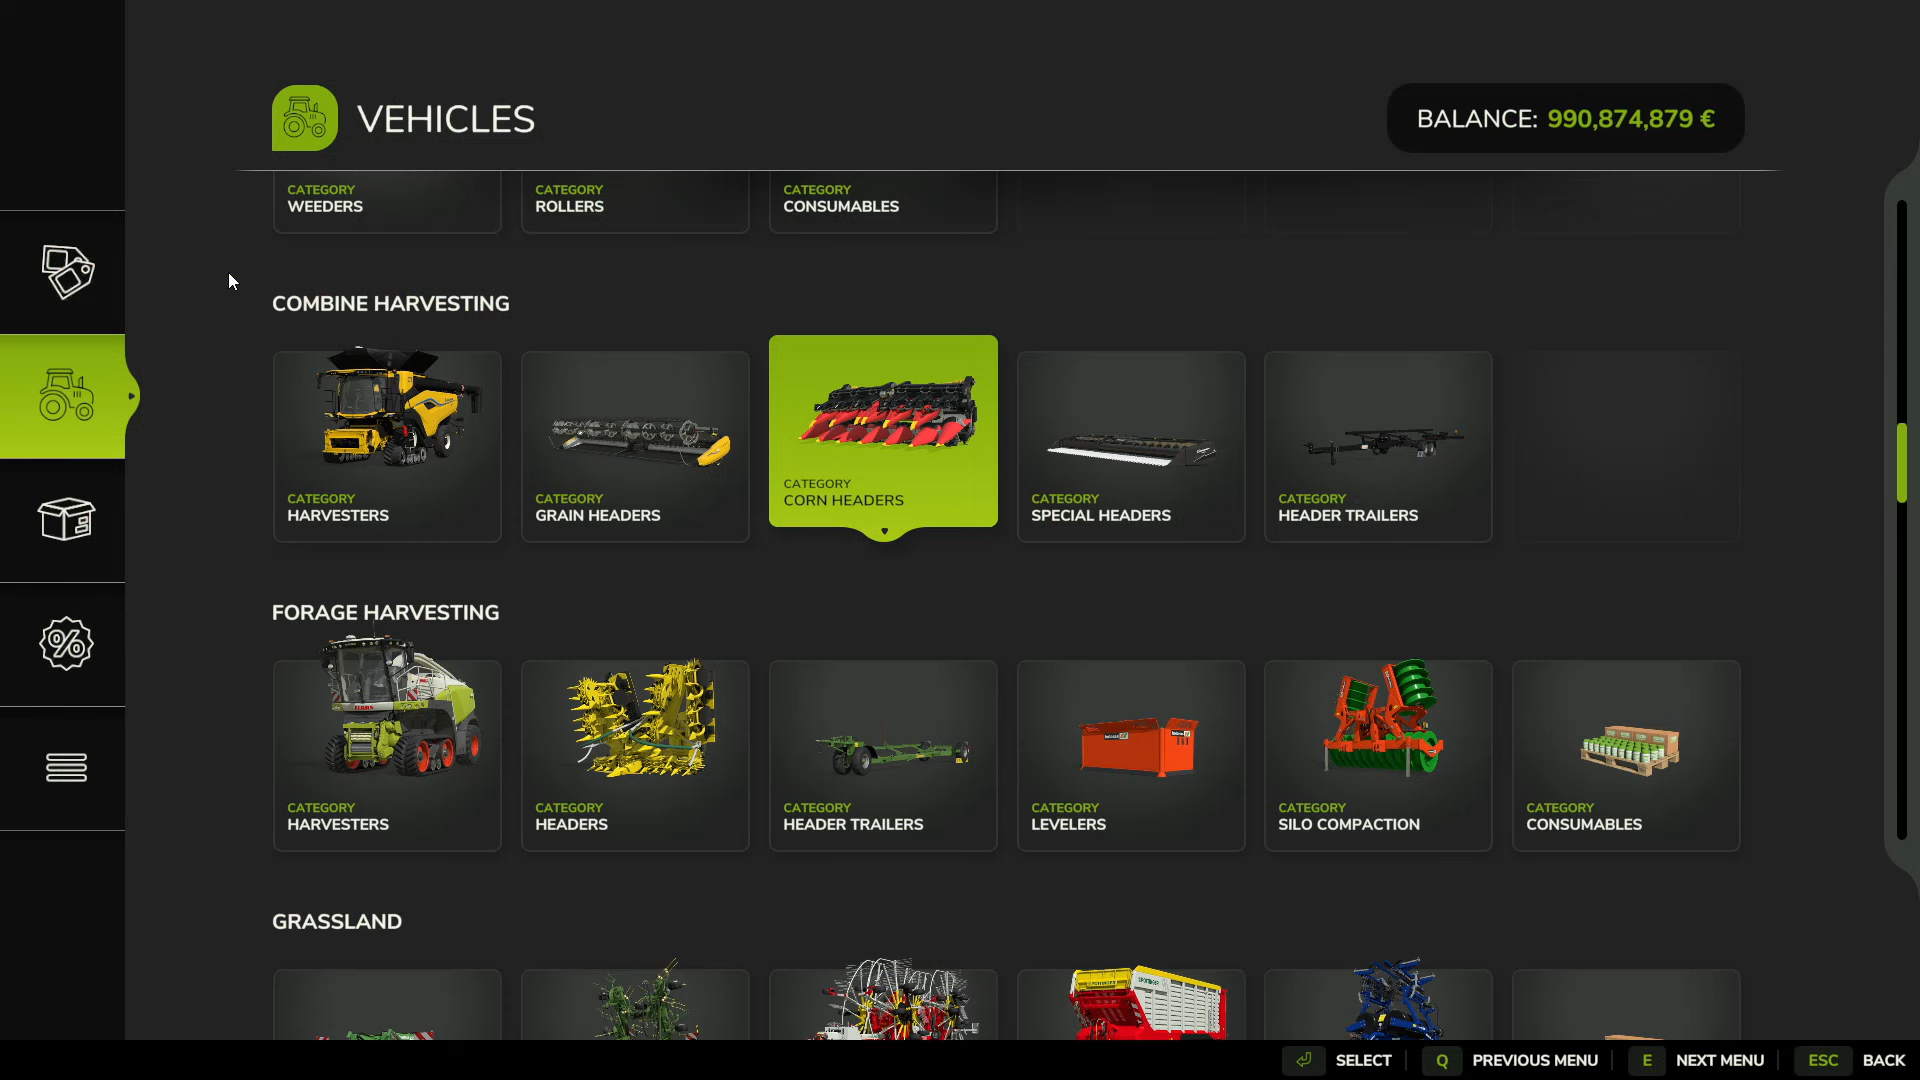 VEHICLES
BALANCE: 990,874,879 €
CATEGORY
WEEDERS
CATEGORY
ROLLERS
CATEGORY
CONSUMABLES
COMBINE HARVESTING
CATEGORY
HARVESTERS
CATEGORY
GRAIN HEADERS
CATEGORY
CORN HEADERS
CATEGORY
SPECIAL HEADERS
CATEGORY
HEADER TRAILERS
FORAGE HARVESTING
CLAAS
CATEGORY
HARVESTERS
CATEGORY
HEADERS
CATEGORY
HEADER TRAILERS
CATEGORY
LEVELERS
CATEGORY
SILO COMPACTION
CATEGORY
CONSUMABLES
GRASSLAND
PÖTTINGER
SELECT
Q PREVIOUS MENU
E NEXT MENU
ESC BACK